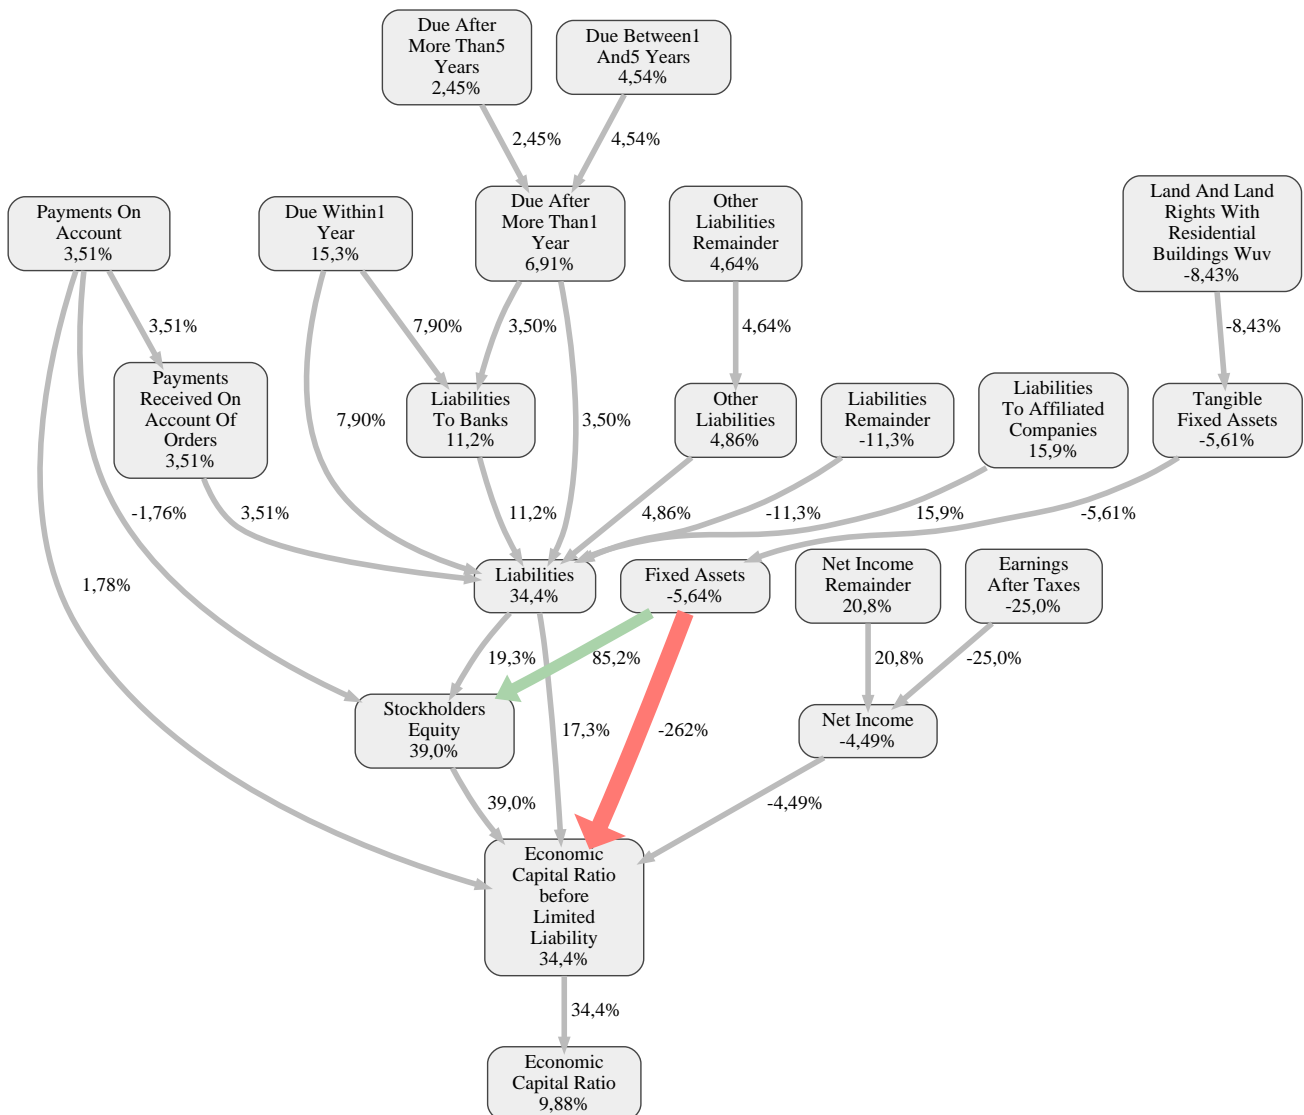 Due After
More Than5
Years
2,45%
Due Between1
And5 Years
4,54%
2,45%
4,54%
Payments On
Account
3,51%
Due Within1
Year
15,3%
Due After
More Than1
Year
6,91%
Other
Liabilities
Remainder
4,64%
Land And Land
Rights With
Residential
Buildings Wuv
-8,43%
3,51%
7,90%
3,50%
4,64%
-8,43%
Payments
Received On
Account Of
Orders
3,51%
7,90%
Liabilities
To Banks
11,2%
3,50%
Other
Liabilities
4,86%
Liabilities
Remainder
-11,3%
Liabilities
To Affiliated
Companies
15,9%
Tangible
Fixed Assets
-5,61%
-1,76%
3,51%
11,2%
4,86%
-11,3%
15,9%
-5,61%
1,78%
Liabilities
34,4%
Fixed Assets
-5,64%
Net Income
Remainder
20,8%
Earnings
After Taxes
-25,0%
19,3%
85,2%
20,8%
-25,0%
Stockholders
Equity
39,0%
17,3%
-262%
Net Income
-4,49%
39,0%
-4,49%
Economic
Capital Ratio
before
Limited
Liability
34,4%
34,4%
Economic
Capital Ratio
9,88%